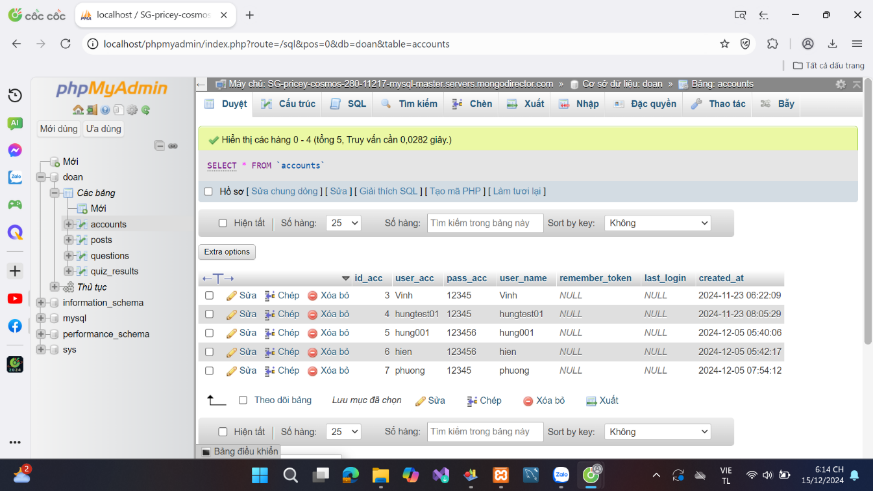 cốc cốc
localhost / SG-pricey-cosmos
localhost/phpmyadmin/index.php?route=/sql&pos=0&db=doan&table=accounts
Tất cả dấu trang
phpMyAdmin
Mới dùng Ưa dùng
Mới
doan
Các bảng
Mới
accounts
posts
questions
quiz_results
Thủ tục
information_schema
mysql
performance_schema
sys
Máy chủ: SG-pricey-cosmos-280-11217-mysql-master.servers.mongodirector.com » Cơ sở dữ liệu: doan » Bảng: accounts
Duyệt Cấu trúc SQL Tìm kiếm Chèn Xuất Nhập Đặc quyền Thao tác Bẫy
Hiển thị các hàng 0 - 4 (tổng 5, Truy vấn cần 0,0282 giây.)
SELECT * FROM `accounts`
Hồ sơ [ Sửa chung dòng ] [ Sửa ] [ Giải thích SQL ] [ Tạo mã PHP ] [ Làm tươi lại ]
Hiện tất Số hàng: 25 Số hàng: Tìm kiếm trong bảng này Sort by key: Không
Extra options
←T→ id_acc user_acc pass_acc user_name remember_token last_login created_at
Sửa Chép Xóa bỏ 3 Vinh 12345 Vinh NULL NULL 2024-11-23 06:22:09
Sửa Chép Xóa bỏ 4 hungtest01 12345 hungtest01 NULL NULL 2024-11-23 08:05:29
Sửa Chép Xóa bỏ 5 hung001 123456 hung001 NULL NULL 2024-12-05 05:40:06
Sửa Chép Xóa bỏ 6 hien 123456 hien NULL NULL 2024-12-05 05:42:17
Sửa Chép Xóa bỏ 7 phuong 12345 phuong NULL NULL 2024-12-05 07:54:12
Theo dõi bảng Lưu mục đã chọn Sửa Chép Xóa bỏ Xuất
Hiện tất Số hàng: 25 Số hàng: Tìm kiếm trong bảng này Sort by key: Không
Bảng điều khiển
2
VIE
TL
6:14 CH
15/12/2024